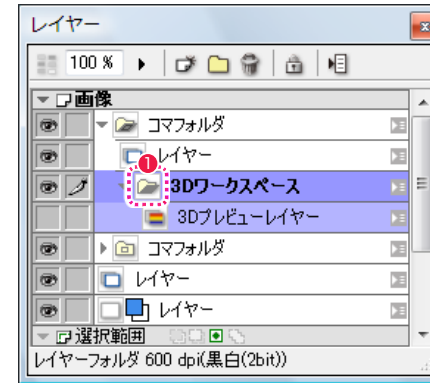 レイヤー
100 %
画像
コマフォルダ
レイヤー
1
3Dワークスペース
3Dプレビューレイヤー
コマフォルダ
レイヤー
レイヤー
選択範囲
レイヤーフォルダ 600 dpi(黒白(2bit))